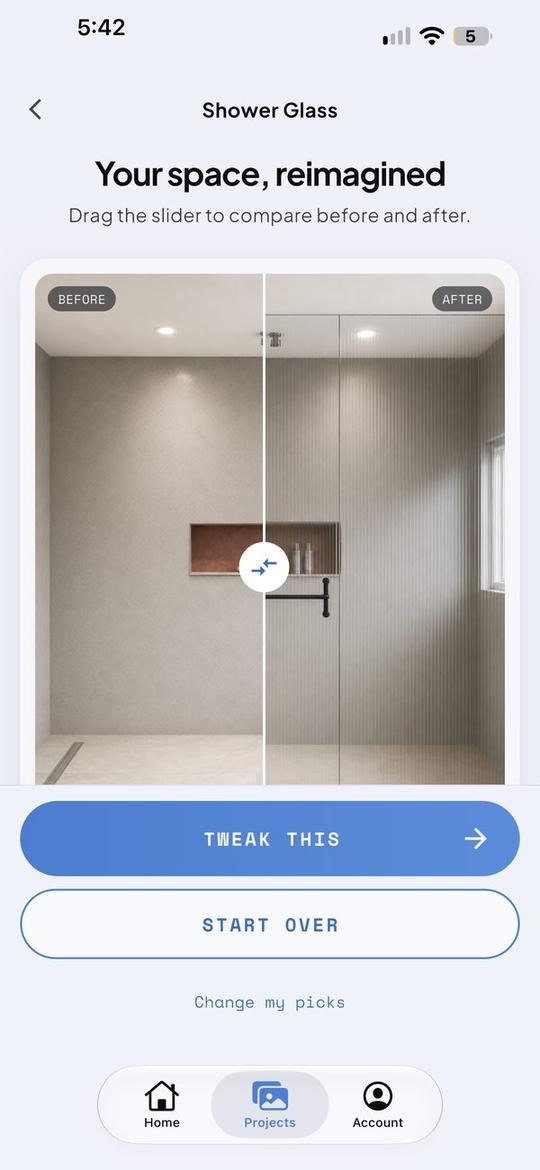 5:42
5
Shower Glass
Your space, reimagined
Drag the slider to compare before and after.
BEFORE
AFTER
TWEAK THIS
START OVER
Change my picks
Home
Projects
Account